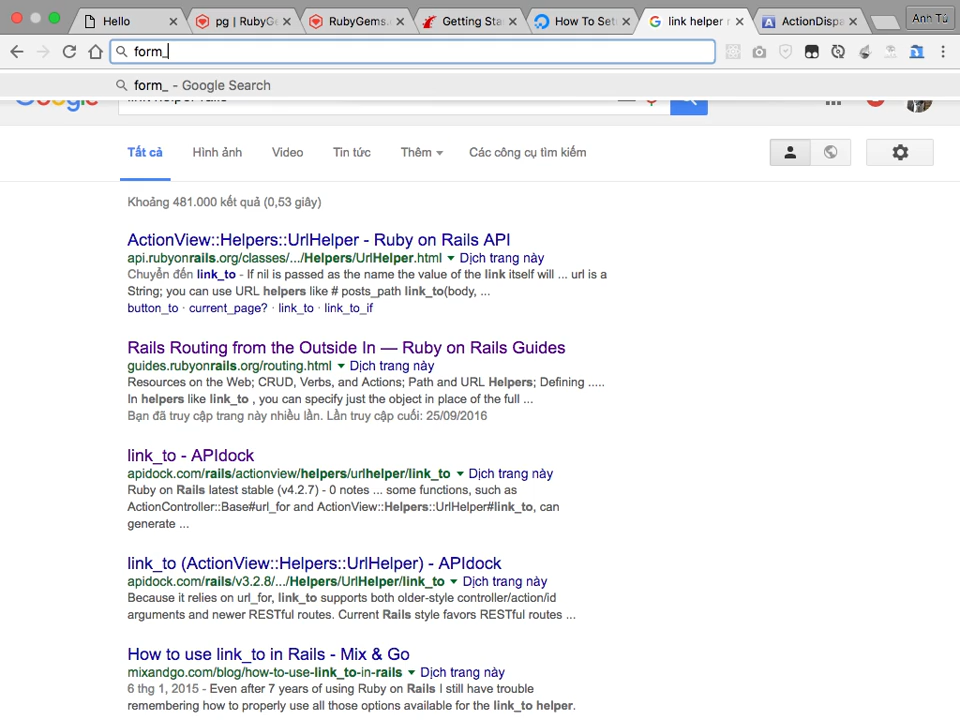 Hello
pg | RubyGe
RubyGems.o
Getting Sta
How To Set
link helper r
ActionDispa
Anh Tú
form_
form_ - Google Search
Tất cả
Hình ảnh
Video
Tin tức
Thêm
Các công cụ tìm kiếm
Khoảng 481.000 kết quả (0,53 giây)
ActionView::Helpers::UrlHelper - Ruby on Rails API
api.rubyonrails.org/classes/.../Helpers/UrlHelper.html Dịch trang này
Chuyển đến link_to - If nil is passed as the name the value of the link itself will ... url is a
String; you can use URL helpers like # posts_path link_to(body, ...
button_to · current_page? · link_to · link_to_if
Rails Routing from the Outside In — Ruby on Rails Guides
guides.rubyonrails.org/routing.html Dịch trang này
Resources on the Web; CRUD, Verbs, and Actions; Path and URL Helpers; Defining .....
In helpers like link_to , you can specify just the object in place of the full ...
Bạn đã truy cập trang này nhiều lần. Lần truy cập cuối: 25/09/2016
link_to - APIdock
apidock.com/rails/actionview/helpers/urlhelper/link_to Dịch trang này
Ruby on Rails latest stable (v4.2.7) - 0 notes ... some functions, such as
ActionController::Base#url_for and ActionView::Helpers::UrlHelper#link_to, can
generate ...
link_to (ActionView::Helpers::UrlHelper) - APIdock
apidock.com/rails/v3.2.8/.../Helpers/UrlHelper/link_to Dịch trang này
Because it relies on url_for, link_to supports both older-style controller/action/id
arguments and newer RESTful routes. Current Rails style favors RESTful routes ...
How to use link_to in Rails - Mix & Go
mixandgo.com/blog/how-to-use-link_to-in-rails Dịch trang này
6 thg 1, 2015 - Even after 7 years of using Ruby on Rails I still have trouble
remembering how to properly use all those options available for the link_to helper.